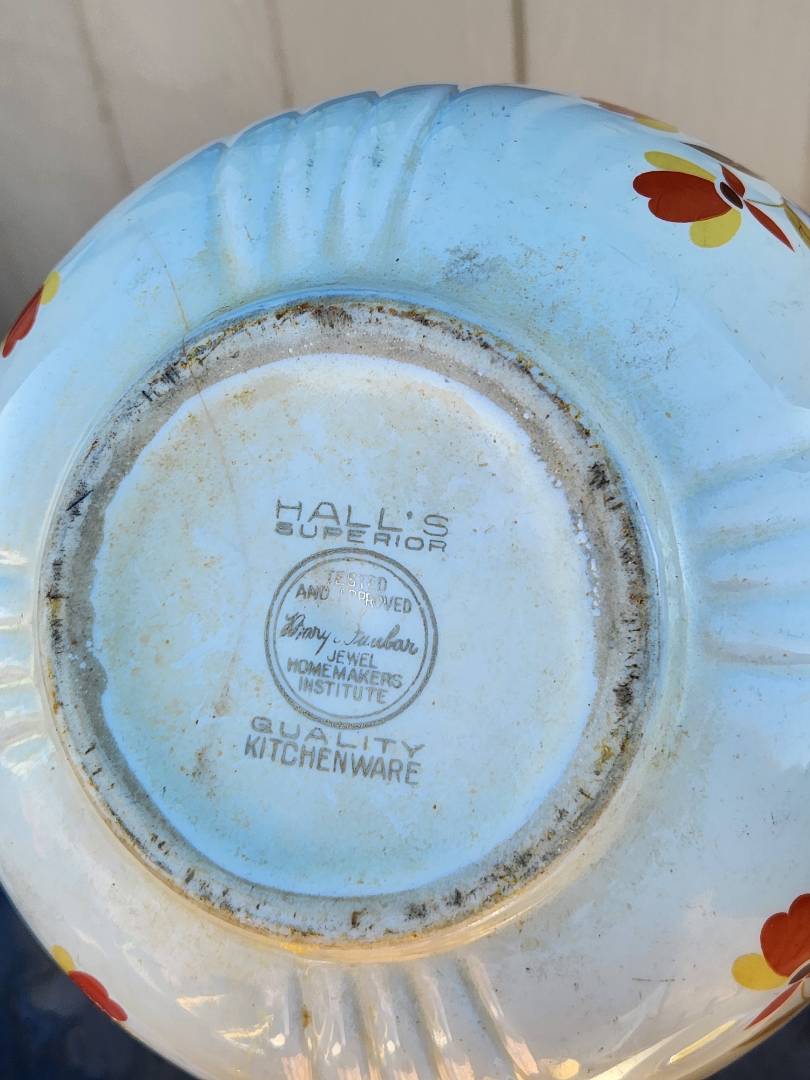 HALL'S
SUPERIOR
TESTED
AND APPROVED
Mary Dunbar
JEWEL
HOMEMAKERS
INSTITUTE
QUALITY
KITCHENWARE